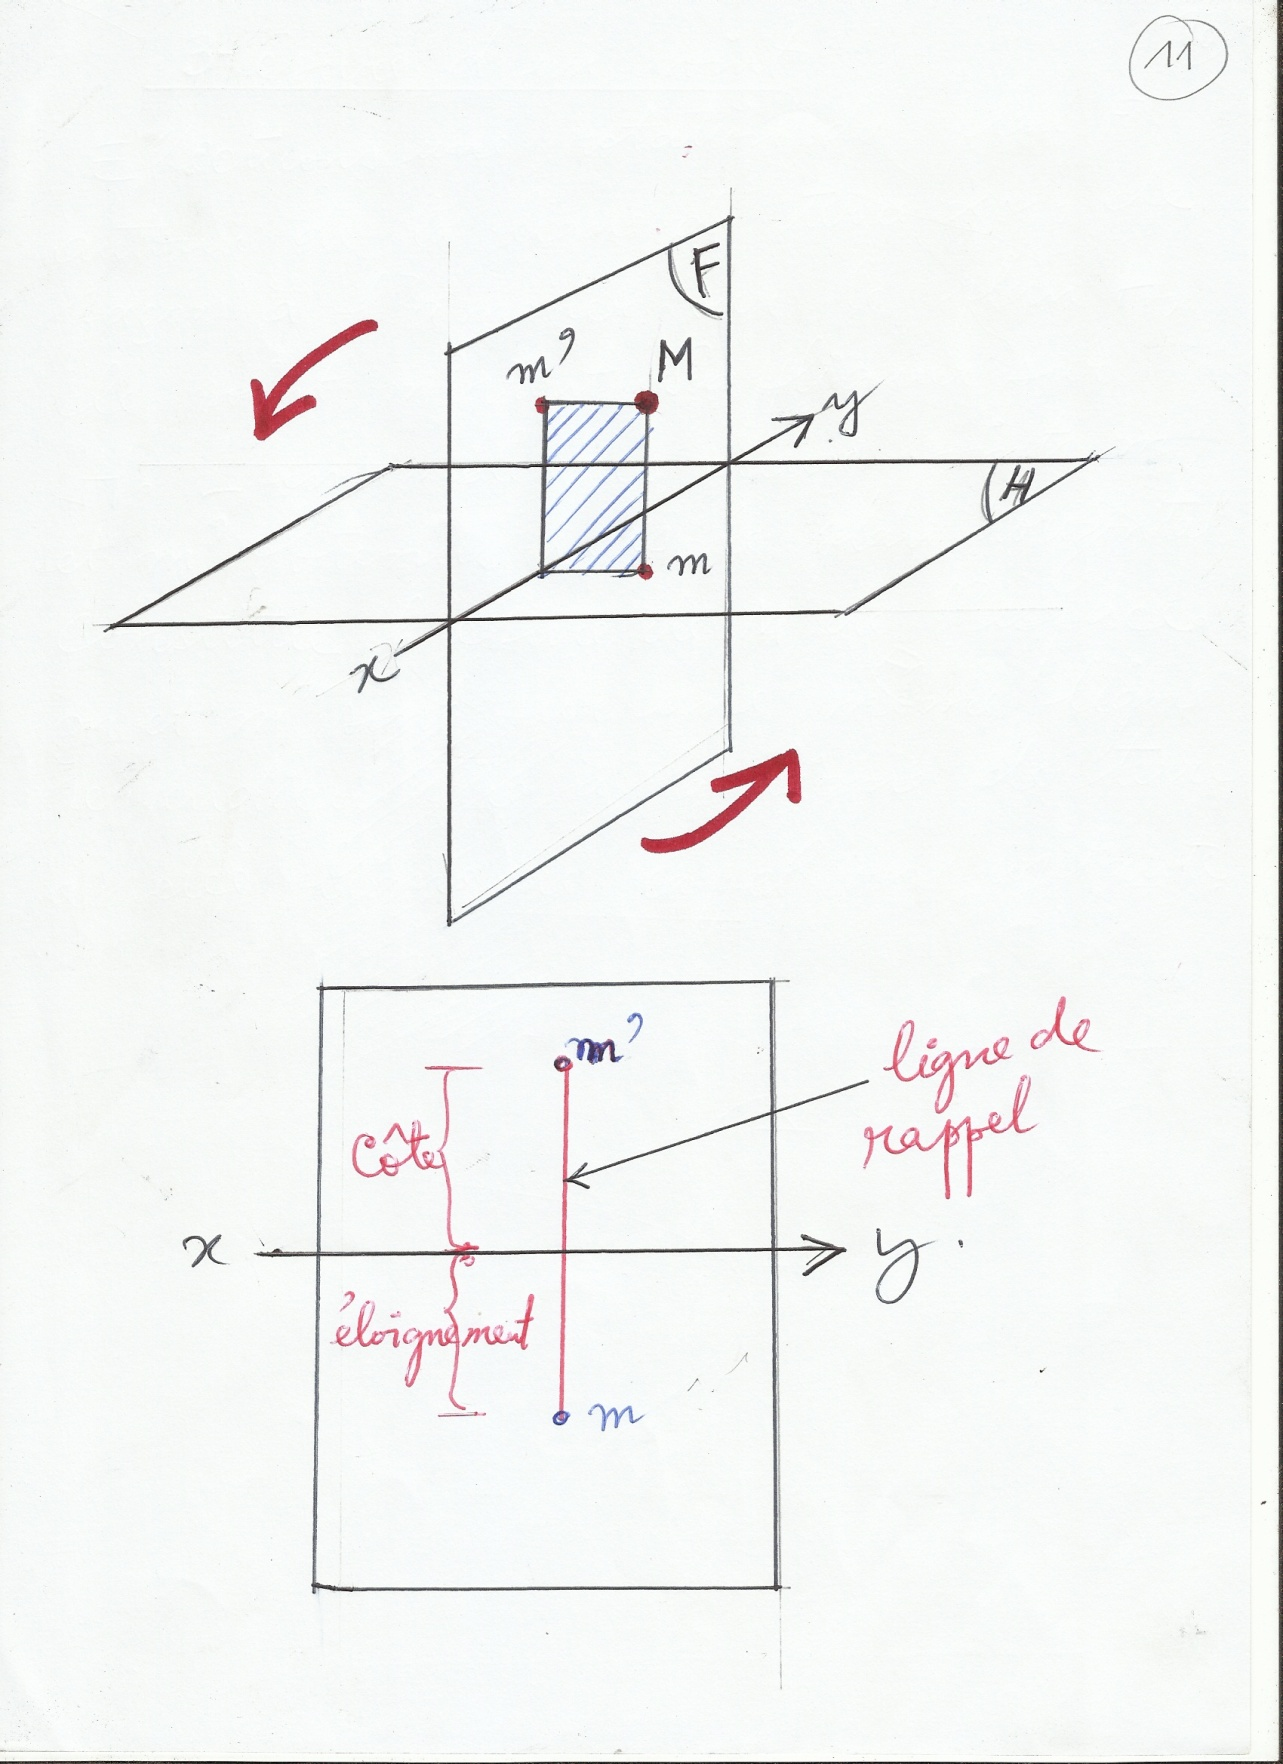 11
F
m'
M
y
H
m
x
m'
ligne de
rappel
Côte
x
y.
éloignement
m